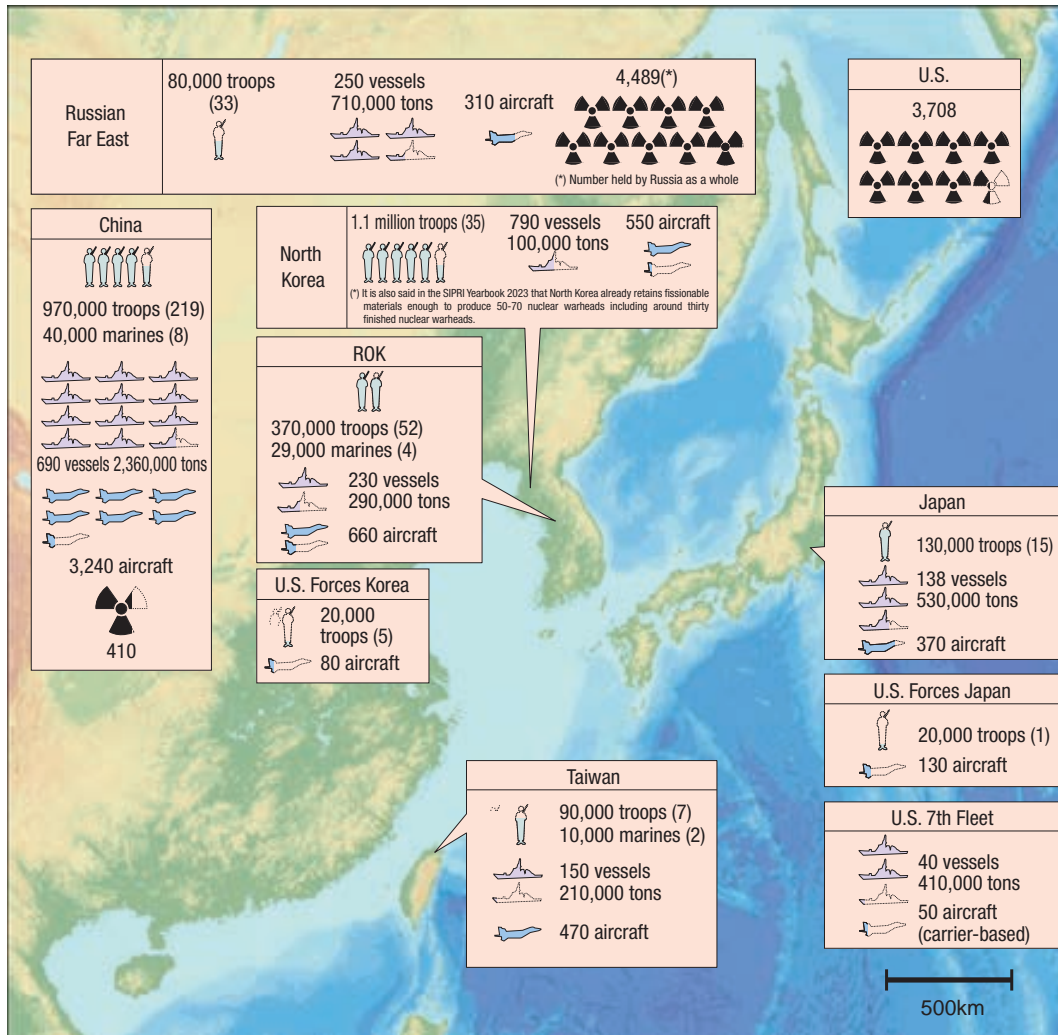 Russian
Far East
80,000 troops
(33)
250 vessels
710,000 tons
310 aircraft
4,489(*)
(*) Number held by Russia as a whole
U.S.
3,708
China
970,000 troops (219)
40,000 marines (8)
690 vessels 2,360,000 tons
3,240 aircraft
410
North
Korea
1.1 million troops (35)
790 vessels
100,000 tons
550 aircraft
(*) It is also said in the SIPRI Yearbook 2023 that North Korea already retains fissionable
materials enough to produce 50-70 nuclear warheads including around thirty
finished nuclear warheads.
ROK
370,000 troops (52)
29,000 marines (4)
230 vessels
290,000 tons
660 aircraft
U.S. Forces Korea
20,000
troops (5)
80 aircraft
Japan
130,000 troops (15)
138 vessels
530,000 tons
370 aircraft
U.S. Forces Japan
20,000 troops (1)
130 aircraft
Taiwan
90,000 troops (7)
10,000 marines (2)
150 vessels
210,000 tons
470 aircraft
U.S. 7th Fleet
40 vessels
410,000 tons
50 aircraft
(carrier-based)
500km